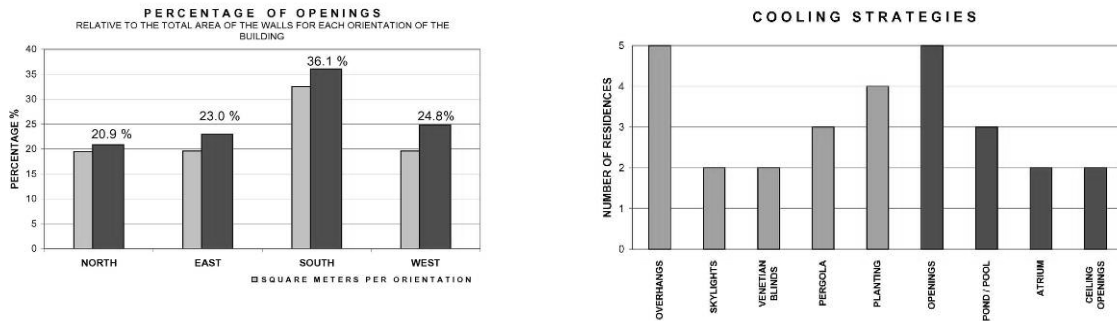 PERCENTAGE OF OPENINGS
RELATIVE TO THE TOTAL AREA OF THE WALLS FOR EACH ORIENTATION OF THE
BUILDING
PERCENTAGE %
40
35
30
25
20
15
10
5
0
20.9 %
23.0 %
36.1 %
24.8%
NORTH
EAST
SOUTH
WEST
SQUARE METERS PER ORIENTATION
COOLING STRATEGIES
NUMBER OF RESIDENCES
5
4
3
2
1
0
OVERHANGS
SKYLIGHTS
VENETIAN
BLINDS
PERGOLA
PLANTING
OPENINGS
POND / POOL
ATRIUM
CEILING
OPENINGS